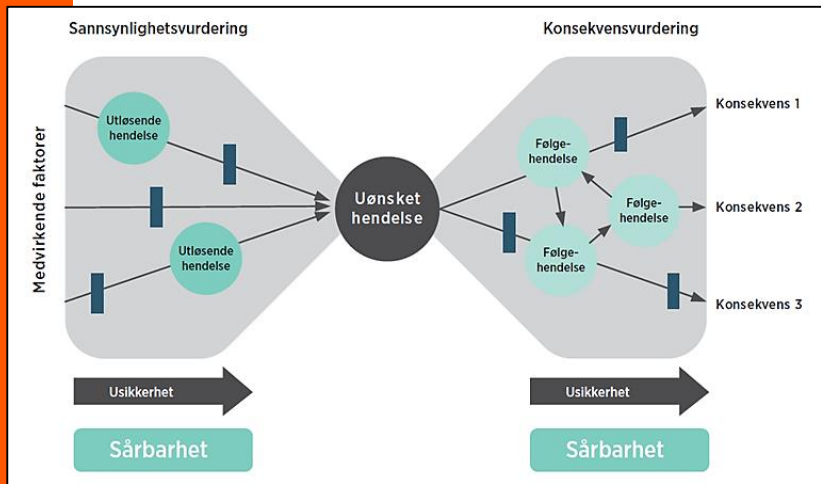 Sannsynlighetsvurdering
Konsekvensvurdering
Medvirkende faktorer
Utløsende
hendelse
Utløsende
hendelse
Uønsket
hendelse
Følge-
hendelse
Følge-
hendelse
Følge-
hendelse
Konsekvens 1
Konsekvens 2
Konsekvens 3
Usikkerhet
Usikkerhet
Sårbarhet
Sårbarhet